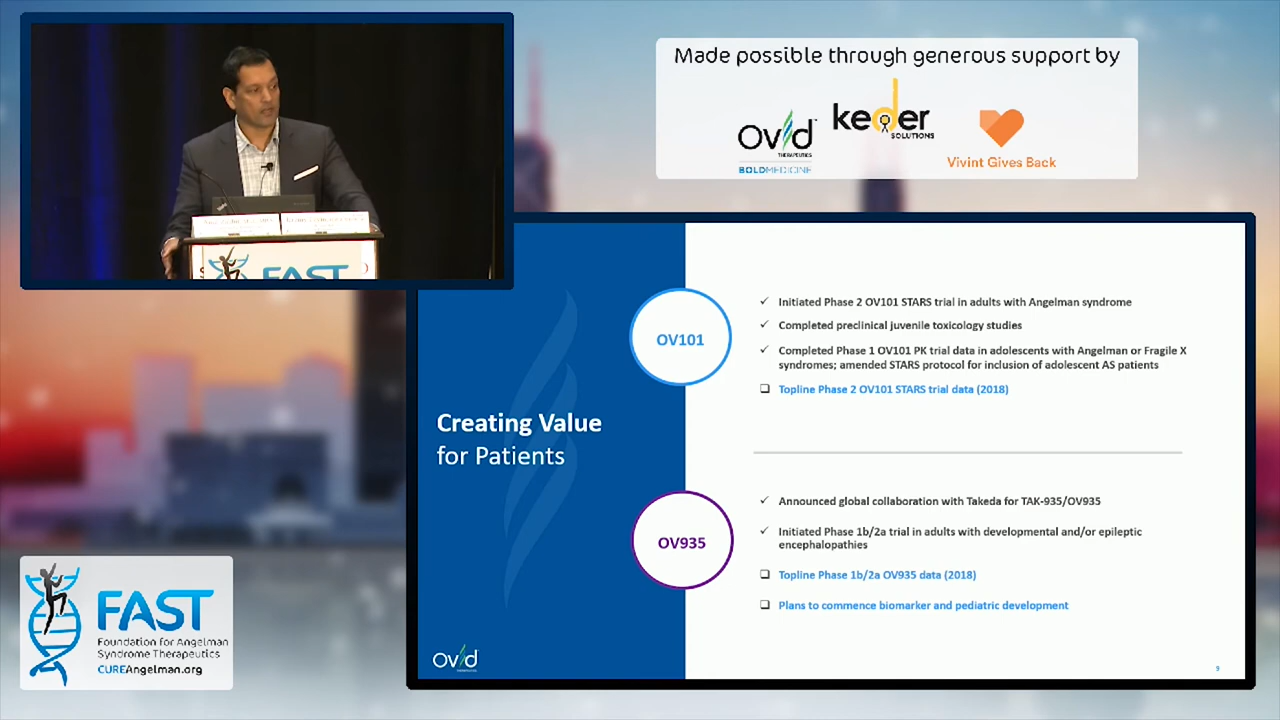 Made possible through generous support by
Ovid
THERAPEUTICS
BOLDMEDICINE
keder
SOLUTIONS
Vivint Gives Back
FAST
Creating Value
for Patients
OV101
✓ Initiated Phase 2 OV101 STARS trial in adults with Angelman syndrome
✓ Completed preclinical juvenile toxicology studies
✓ Completed Phase 1 OV101 PK trial data in adolescents with Angelman or Fragile X
syndromes; amended STARS protocol for inclusion of adolescent AS patients
❑ Topline Phase 2 OV101 STARS trial data (2018)
OV935
✓ Announced global collaboration with Takeda for TAK-935/OV935
✓ Initiated Phase 1b/2a trial in adults with developmental and/or epileptic
encephalopathies
❑ Topline Phase 1b/2a OV935 data (2018)
❑ Plans to commence biomarker and pediatric development
Ovid
9
FAST
Foundation for Angelman
Syndrome Therapeutics
CUREAngelman.org